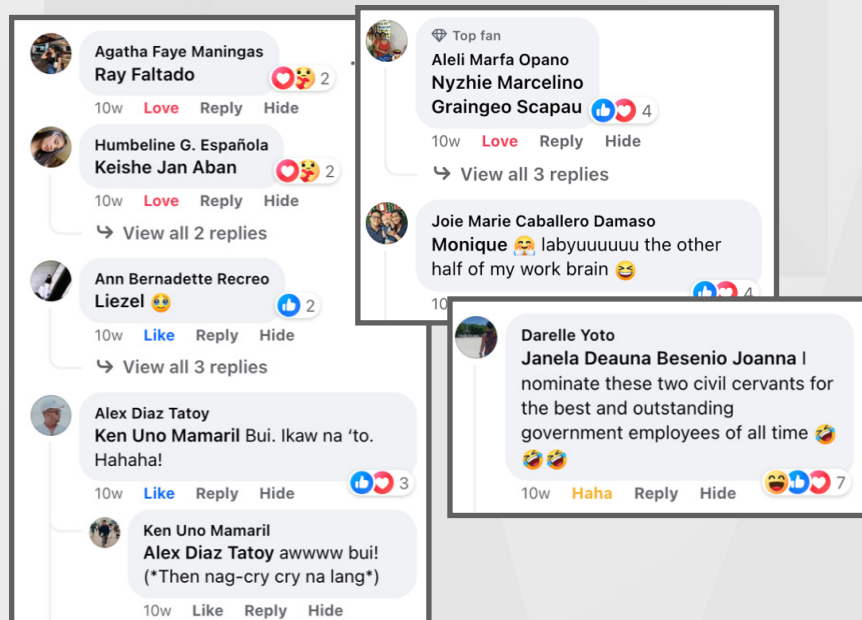 Agatha Faye Maningas
Ray Faltado
2
10w Love Reply Hide
Humbeline G. Española
Keishe Jan Aban
2
10w Love Reply Hide
View all 2 replies
Ann Bernadette Recreo
Liezel 🥹
2
10w Like Reply Hide
View all 3 replies
Alex Diaz Tatoy
Ken Uno Mamaril Bui. Ikaw na ‘to.
Hahaha!
3
10w Like Reply Hide
Ken Uno Mamaril
Alex Diaz Tatoy awwww bui!
(*Then nag-cry cry na lang*)
10w Like Reply Hide
Top fan
Aleli Marfa Opano
Nyzhie Marcelino
Graingeo Scapau
4
10w Love Reply Hide
View all 3 replies
Joie Marie Caballero Damaso
Monique 🤗 labyuuuuuu the other
half of my work brain 😆
4
Darelle Yoto
Janela Deauna Besenio Joanna I
nominate these two civil cervants for
the best and outstanding
government employees of all time 🤣
🤣🤣
7
10w Haha Reply Hide